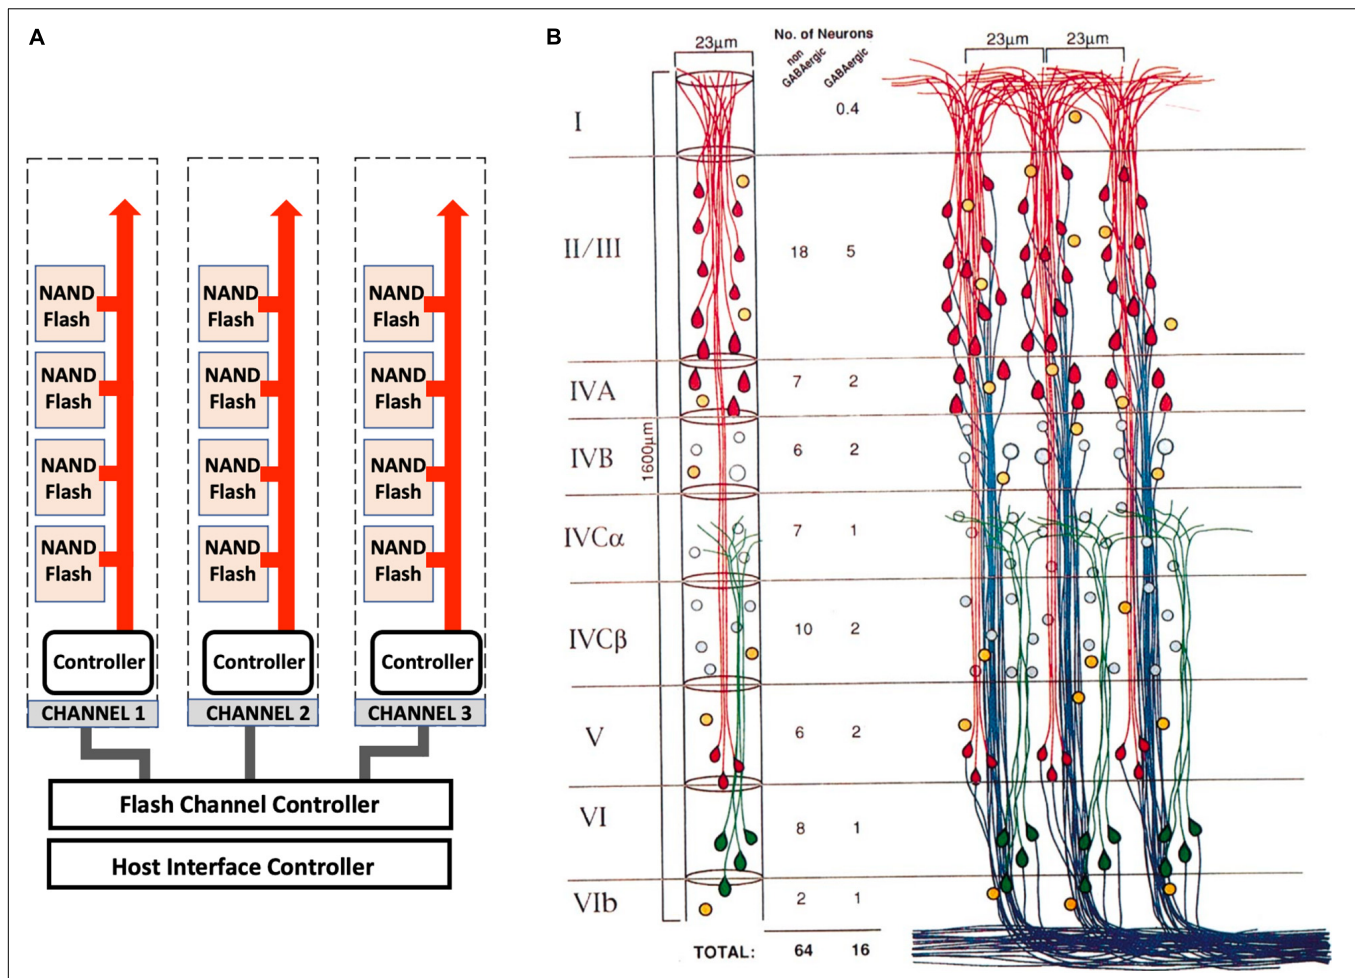 A
NAND
Flash
NAND
Flash
NAND
Flash
NAND
Flash
Controller
CHANNEL 1
NAND
Flash
NAND
Flash
NAND
Flash
NAND
Flash
Controller
CHANNEL 2
NAND
Flash
NAND
Flash
NAND
Flash
NAND
Flash
Controller
CHANNEL 3
Flash Channel Controller
Host Interface Controller
B
23μm
No. of Neurons
non
GABAergic
GABAergic
23μm
23μm
1600μm
I
0.4
II/III
18 5
IVA
7 2
IVB
6 2
IVCα
7 1
IVCβ
10 2
V
6 2
VI
8 1
VIb
2 1
TOTAL: 64 16